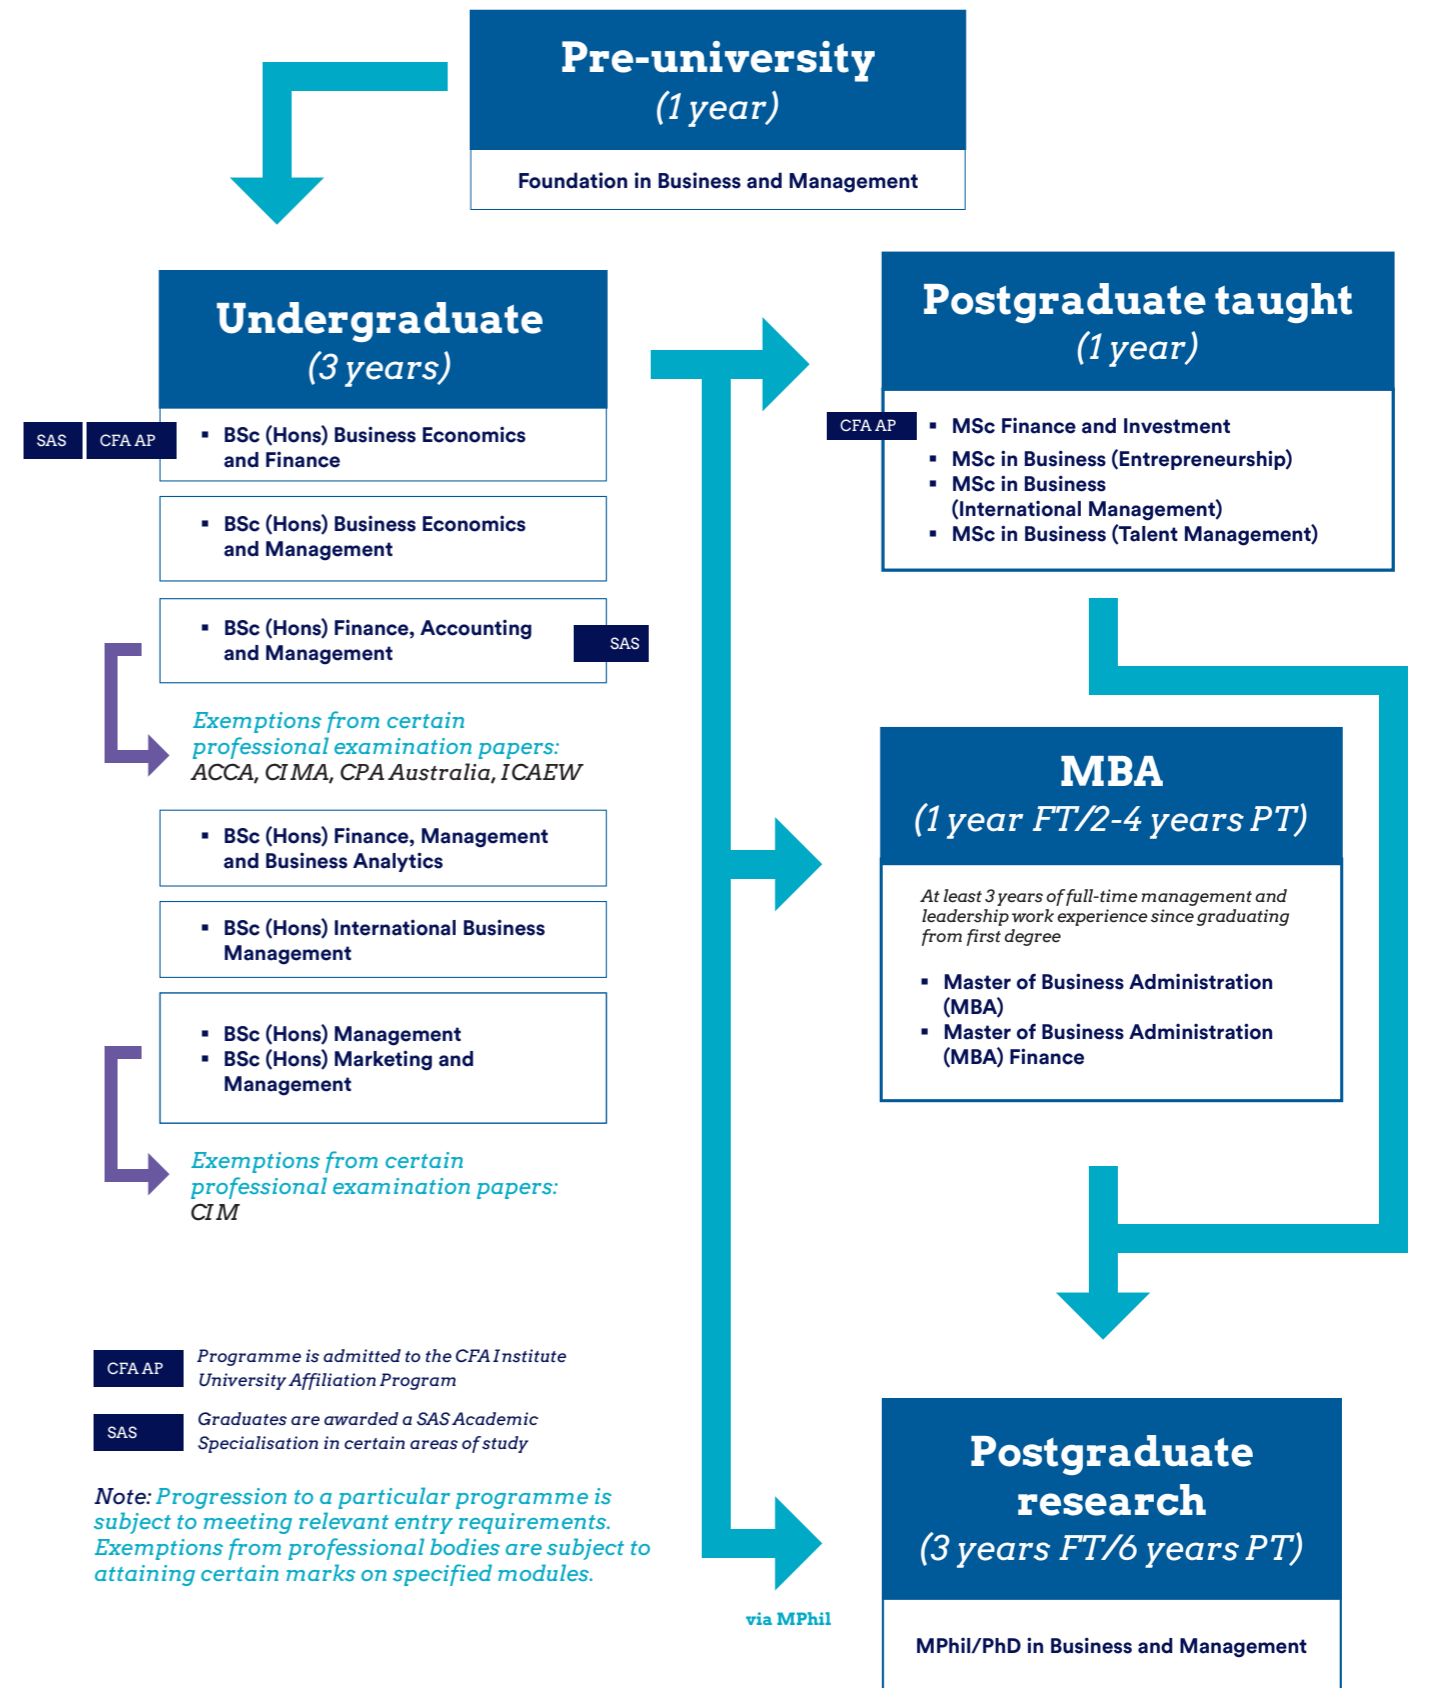 Pre-university
(1 year)
Foundation in Business and Management
Undergraduate
(3 years)
SAS
CFA AP
▪ BSc (Hons) Business Economics
and Finance
▪ BSc (Hons) Business Economics
and Management
▪ BSc (Hons) Finance, Accounting
and Management
SAS
Exemptions from certain
professional examination papers:
ACCA, CIMA, CPA Australia, ICAEW
▪ BSc (Hons) Finance, Management
and Business Analytics
▪ BSc (Hons) International Business
Management
▪ BSc (Hons) Management
▪ BSc (Hons) Marketing and
Management
Exemptions from certain
professional examination papers:
CIM
Postgraduate taught
(1 year)
CFA AP
▪ MSc Finance and Investment
▪ MSc in Business (Entrepreneurship)
▪ MSc in Business
(International Management)
▪ MSc in Business (Talent Management)
MBA
(1 year FT/2-4 years PT)
At least 3 years of full-time management and
leadership work experience since graduating
from first degree
▪ Master of Business Administration
(MBA)
▪ Master of Business Administration
(MBA) Finance
Postgraduate
research
(3 years FT/6 years PT)
via MPhil
MPhil/PhD in Business and Management
CFA AP
Programme is admitted to the CFA Institute
University Affiliation Program
SAS
Graduates are awarded a SAS Academic
Specialisation in certain areas of study
Note: Progression to a particular programme is
subject to meeting relevant entry requirements.
Exemptions from professional bodies are subject to
attaining certain marks on specified modules.